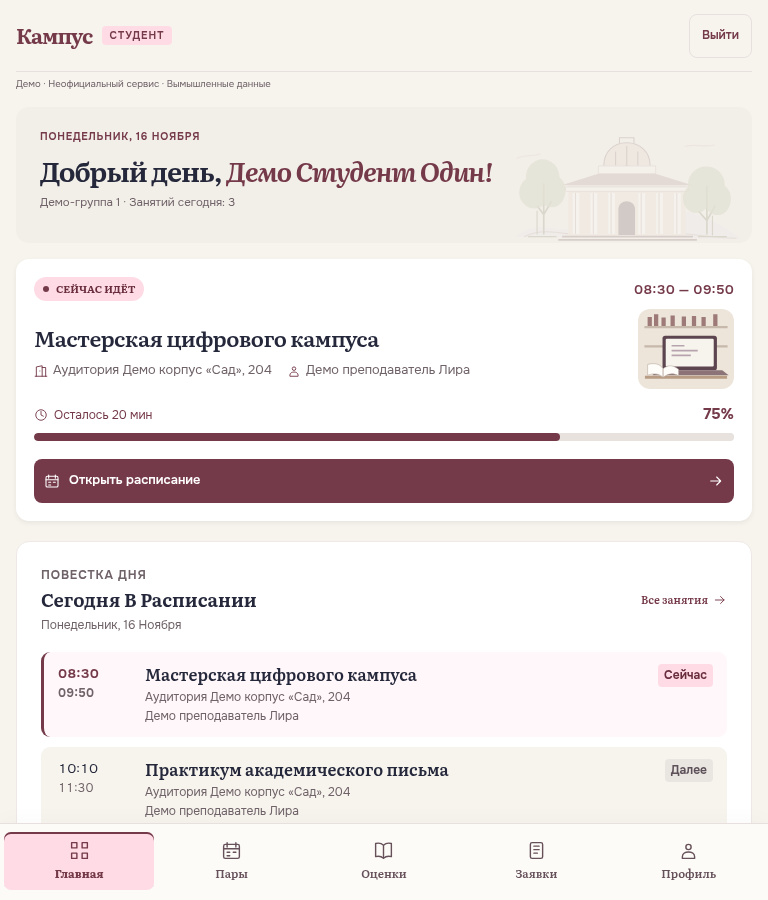 Кампус СТУДЕНТ
Выйти
Демо · Неофициальный сервис · Вымышленные данные
ПОНЕДЕЛЬНИК, 16 НОЯБРЯ
Добрый день, Демо Студент Один!
Демо-группа 1 · Занятий сегодня: 3
СЕЙЧАС ИДЁТ
08:30 — 09:50
Мастерская цифрового кампуса
Аудитория Демо корпус «Сад», 204
Демо преподаватель Лира
Осталось 20 мин
75%
Открыть расписание
ПОВЕСТКА ДНЯ
Сегодня В Расписании
Все занятия
Понедельник, 16 Ноября
08:30
09:50
Мастерская цифрового кампуса
Аудитория Демо корпус «Сад», 204
Демо преподаватель Лира
Сейчас
10:10
11:30
Практикум академического письма
Аудитория Демо корпус «Сад», 204
Демо преподаватель Лира
Далее
Главная
Пары
Оценки
Заявки
Профиль